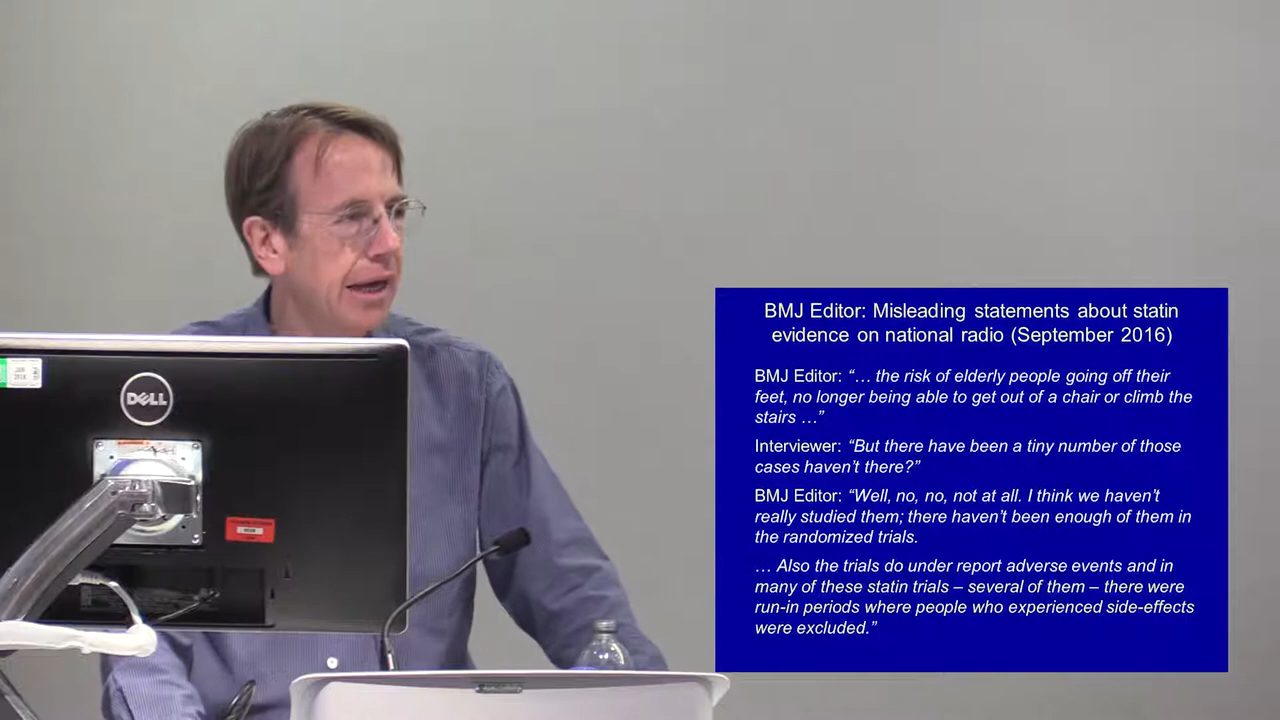 DELL
BMJ Editor: Misleading statements about statin
evidence on national radio (September 2016)
BMJ Editor: “… the risk of elderly people going off their
feet, no longer being able to get out of a chair or climb the
stairs …”
Interviewer: “But there have been a tiny number of those
cases haven’t there?”
BMJ Editor: “Well, no, no, not at all. I think we haven’t
really studied them; there haven’t been enough of them in
the randomized trials.
… Also the trials do under report adverse events and in
many of these statin trials – several of them – there were
run-in periods where people who experienced side-effects
were excluded.”